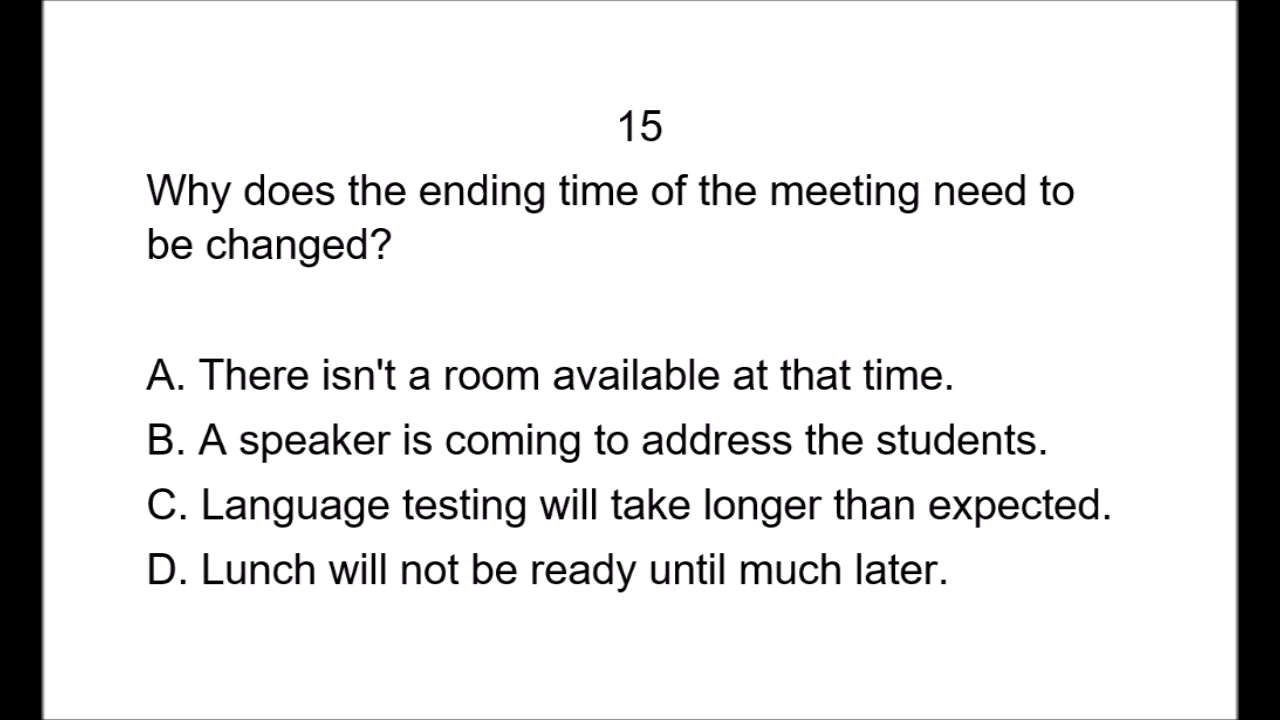 15
Why does the ending time of the meeting need to
be changed?
A. There isn't a room available at that time.
B. A speaker is coming to address the students.
C. Language testing will take longer than expected.
D. Lunch will not be ready until much later.